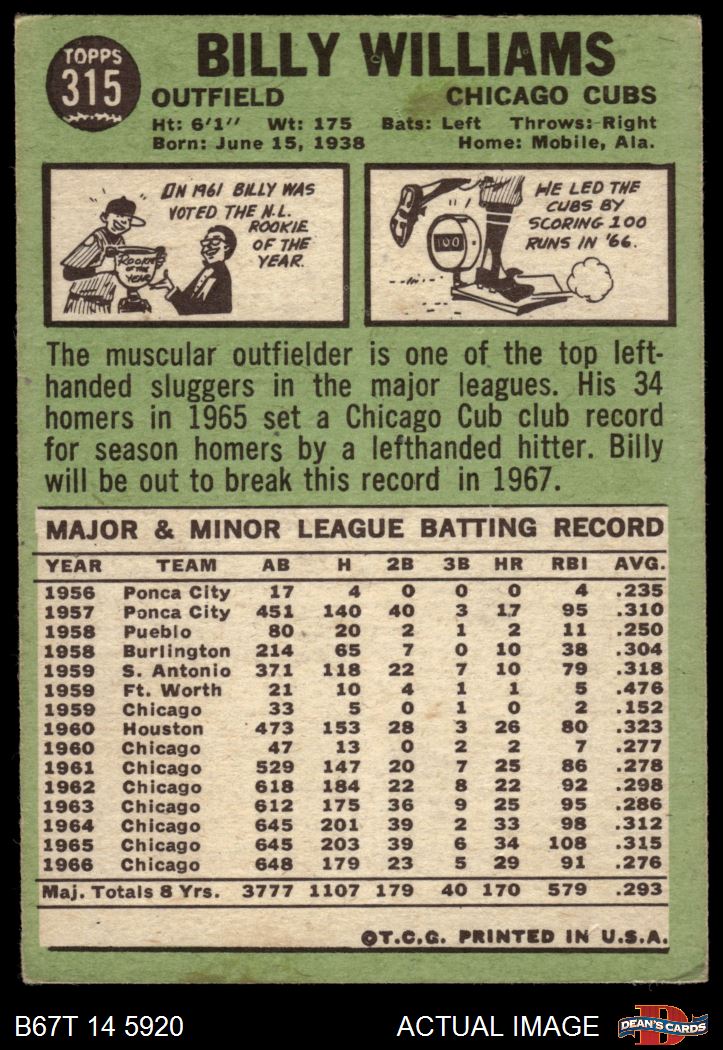 TOPPS
315
BILLY WILLIAMS
OUTFIELD CHICAGO CUBS
Ht: 6'1" Wt: 175 Bats: Left Throws: Right
Born: June 15, 1938 Home: Mobile, Ala.
ON 1961 BILLY WAS
VOTED THE N.L.
ROOKIE
OF THE
YEAR.
ROOKIE
OF THE
YEAR
HE LED THE
CUBS BY
SCORING 100
RUNS IN '66.
100
The muscular outfielder is one of the top left-
handed sluggers in the major leagues. His 34
homers in 1965 set a Chicago Cub club record
for season homers by a lefthanded hitter. Billy
will be out to break this record in 1967.
MAJOR & MINOR LEAGUE BATTING RECORD
YEAR TEAM AB H 2B 3B HR RBI AVG.
1956 Ponca City 17 4 0 0 0 4 .235
1957 Ponca City 451 140 40 3 17 95 .310
1958 Pueblo 80 20 2 1 2 11 .250
1958 Burlington 214 65 7 0 10 38 .304
1959 S. Antonio 371 118 22 7 10 79 .318
1959 Ft. Worth 21 10 4 1 1 5 .476
1959 Chicago 33 5 0 1 0 2 .152
1960 Houston 473 153 28 3 26 80 .323
1960 Chicago 47 13 0 2 2 7 .277
1961 Chicago 529 147 20 7 25 86 .278
1962 Chicago 618 184 22 8 22 92 .298
1963 Chicago 612 175 36 9 25 95 .286
1964 Chicago 645 201 39 2 33 98 .312
1965 Chicago 645 203 39 6 34 108 .315
1966 Chicago 648 179 23 5 29 91 .276
Maj. Totals 8 Yrs. 3777 1107 179 40 170 579 .293
©T.C.G. PRINTED IN U.S.A.
B67T 14 5920 ACTUAL IMAGE
D
DEAN'S CARDS